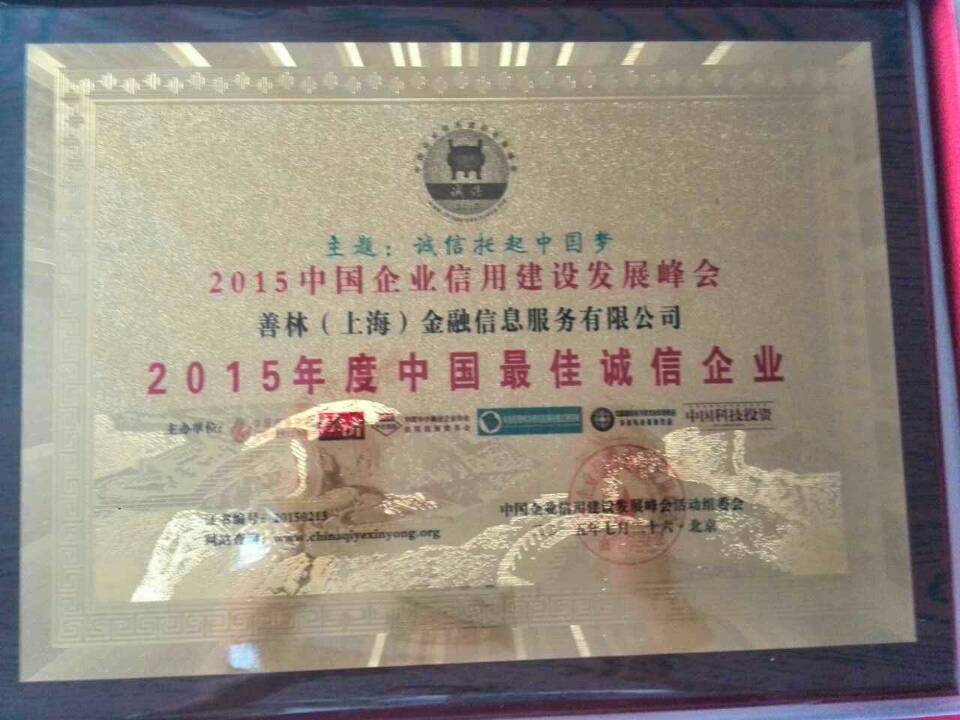 诚信
主题：诚信托起中国梦
2015中国企业信用建设发展峰会
善林（上海）金融信息服务有限公司
2015年度中国最佳诚信企业
主办单位： 中国科技投资
证书编号：20150213
网站查询：www.chinaqiyexinyong.org
中国企业信用建设发展峰会活动组委会
五年七月二十六·北京